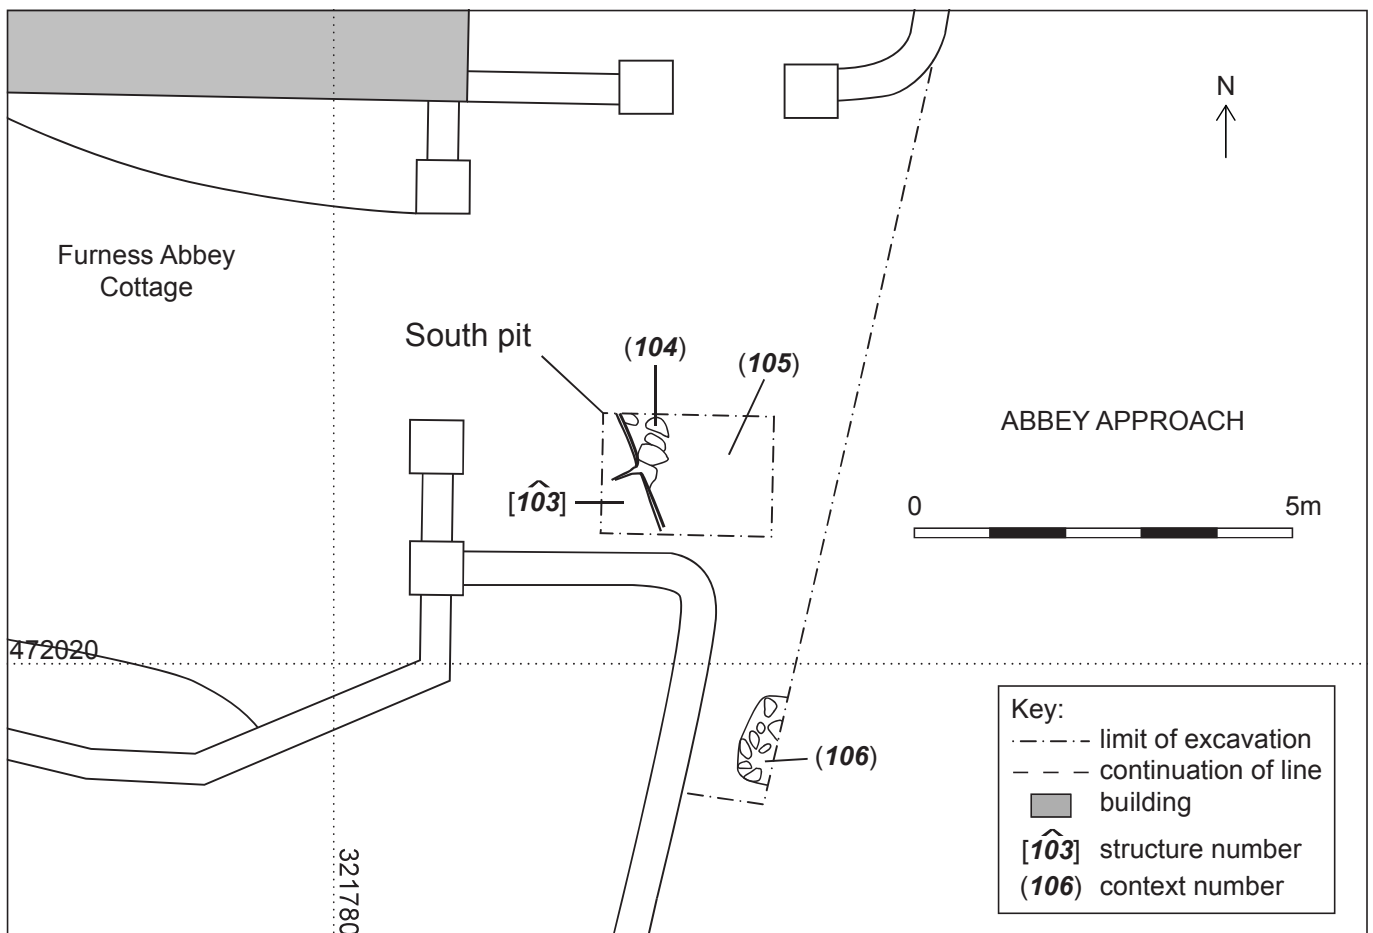 N
Furness Abbey
Cottage
South pit
(104)
(105)
ABBEY APPROACH
[103]
0 5m
472020
(106)
321780
Key:
limit of excavation
continuation of line
building
[103] structure number
(106) context number